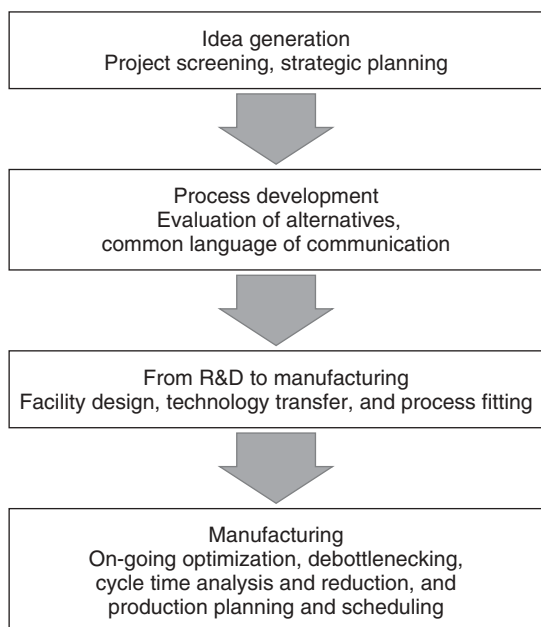 Idea generation
Project screening, strategic planning
Process development
Evaluation of alternatives,
common language of communication
From R&D to manufacturing
Facility design, technology transfer, and process fitting
Manufacturing
On-going optimization, debottlenecking,
cycle time analysis and reduction, and
production planning and scheduling